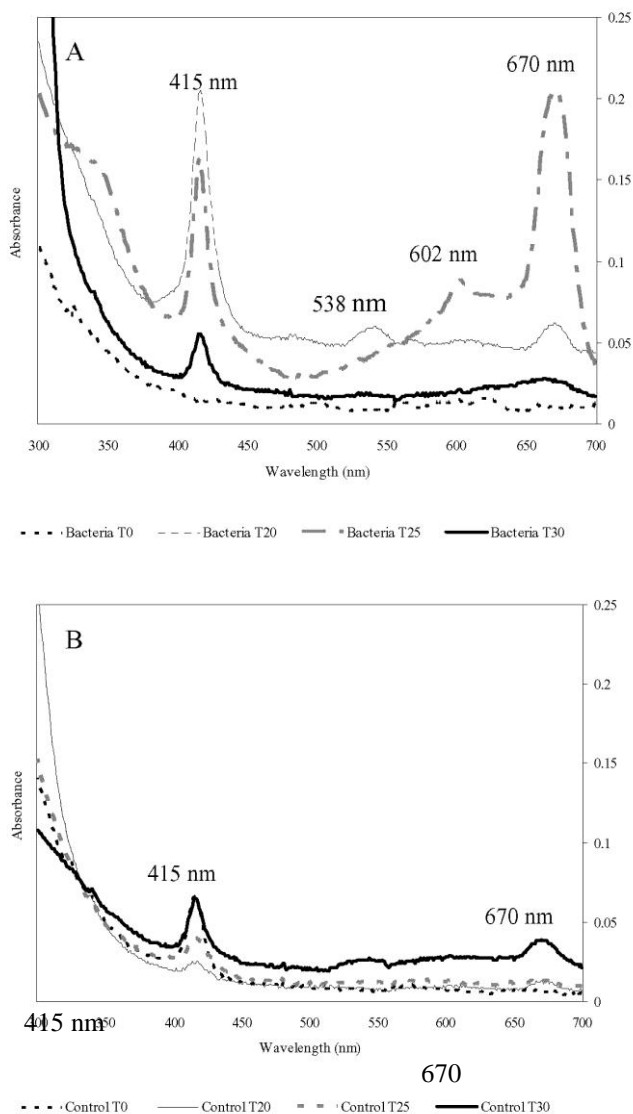 A
415 nm
670 nm
602 nm
538 nm
0.25
0.2
0.15
0.1
0.05
0
Absorbance
300 350 400 450 500 550 600 650 700
Wavelength (nm)
Bacteria T0 Bacteria T20 Bacteria T25 Bacteria T30
B
415 nm
670 nm
0.25
0.2
0.15
0.1
0.05
0
Absorbance
350 400 450 500 550 600 650 700
415 nm
Wavelength (nm)
670
Control T0 Control T20 Control T25 Control T30